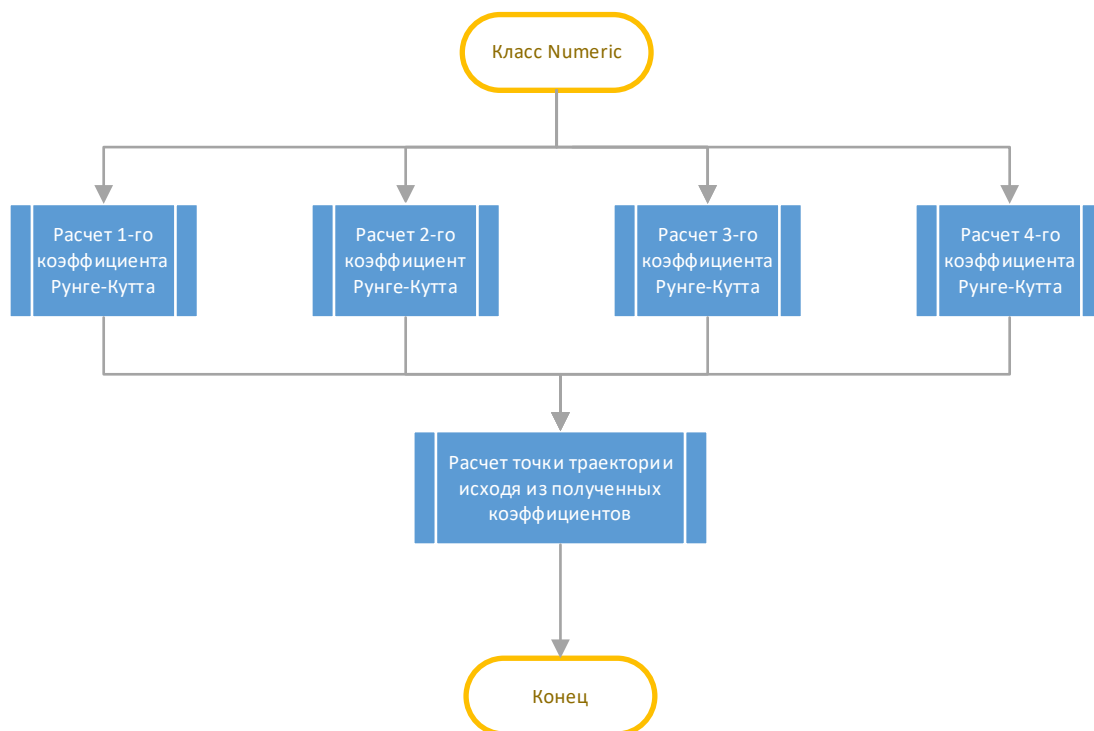 Класс Numeric
Расчет 1-го
коэффициента
Рунге-Кутта
Расчет 2-го
коэффициент
Рунге-Кутта
Расчет 3-го
коэффициента
Рунге-Кутта
Расчет 4-го
коэффициента
Рунге-Кутта
Расчет точки траектории
исходя из полученных
коэффициентов
Конец